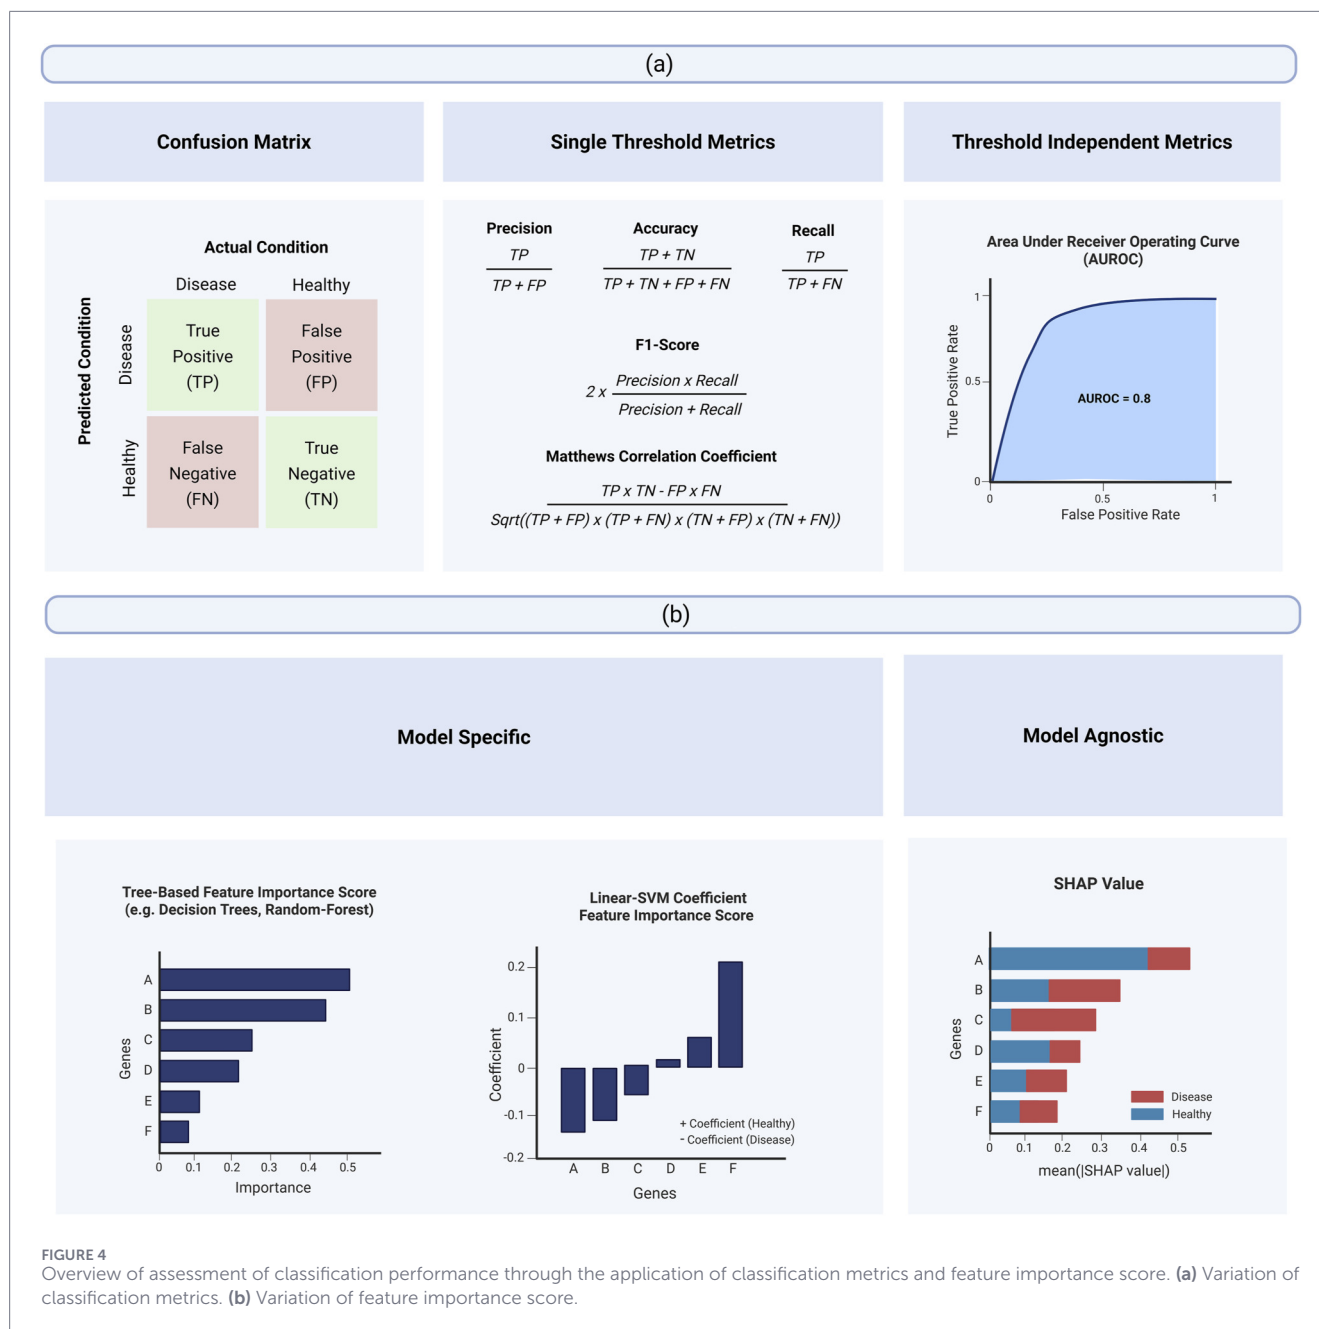 (a)
Confusion Matrix
Single Threshold Metrics
Threshold Independent Metrics
Actual Condition
Disease
Healthy
Predicted Condition
Disease
Healthy
True
Positive
(TP)
False
Positive
(FP)
False
Negative
(FN)
True
Negative
(TN)
Precision
TP
TP + FP
Accuracy
TP + TN
TP + TN + FP + FN
Recall
TP
TP + FN
F1-Score
2 x
Precision x Recall
Precision + Recall
Matthews Correlation Coefficient
TP x TN - FP x FN
Sqrt((TP + FP) x (TP + FN) x (TN + FP) x (TN + FN))
Area Under Receiver Operating Curve
(AUROC)
True Positive Rate
1
0.5
0
AUROC = 0.8
0
0.5
1
False Positive Rate
(b)
Model Specific
Model Agnostic
Tree-Based Feature Importance Score
(e.g. Decision Trees, Random-Forest)
Genes
A
B
C
D
E
F
0
0.1
0.2
0.3
0.4
0.5
Importance
Linear-SVM Coefficient
Feature Importance Score
Coefficient
0.2
0.1
0
-0.1
-0.2
+ Coefficient (Healthy)
- Coefficient (Disease)
A
B
C
D
E
F
Genes
SHAP Value
Genes
A
B
C
D
E
F
Disease
Healthy
0
0.1
0.2
0.3
0.4
0.5
mean(|SHAP value|)
FIGURE 4
Overview of assessment of classification performance through the application of classification metrics and feature importance score. (a) Variation of
classification metrics. (b) Variation of feature importance score.